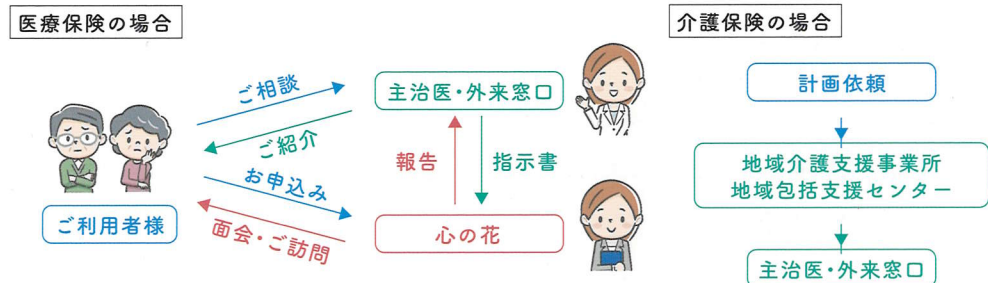 医療保険の場合
ご相談
主治医・外来窓口
ご紹介
報告
指示書
お申込み
ご利用者様
面会・ご訪問
心の花
介護保険の場合
計画依頼
地域介護支援事業所
地域包括支援センター
主治医・外来窓口